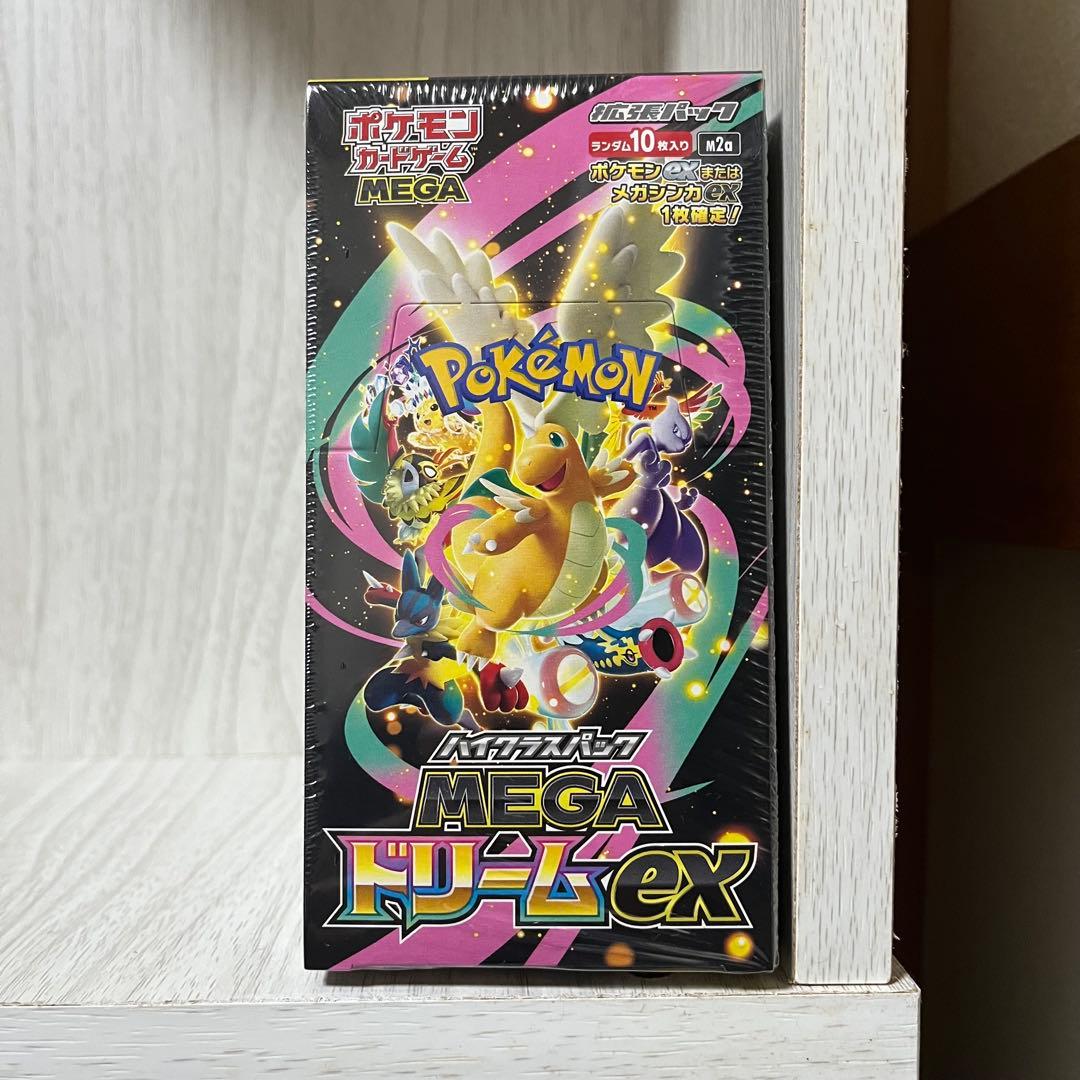 ポケモン
カードゲーム
MEGA
拡張パック
ランダム10枚入り M2a
ポケモンexまたは
メガシンカex
1枚確定!
POKéMON
TM
ハイクラスパック
MEGA
ドリームex